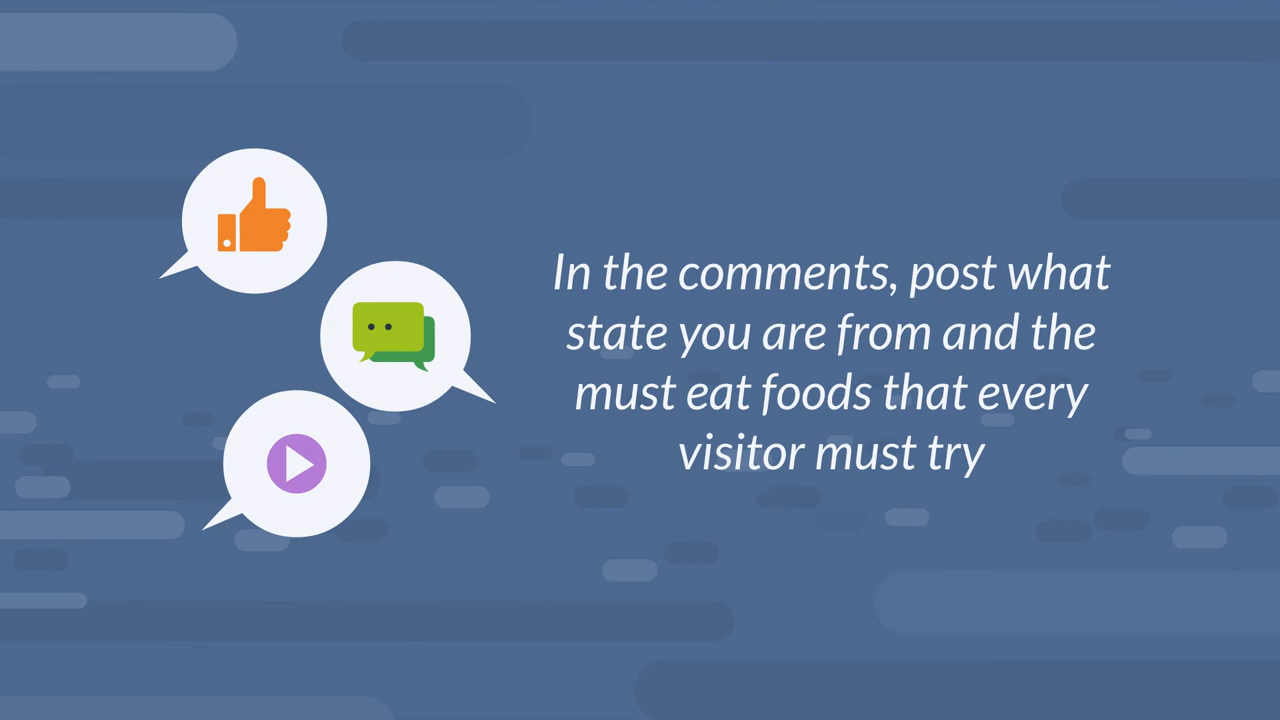 In the comments, post what
state you are from and the
must eat foods that every
visitor must try